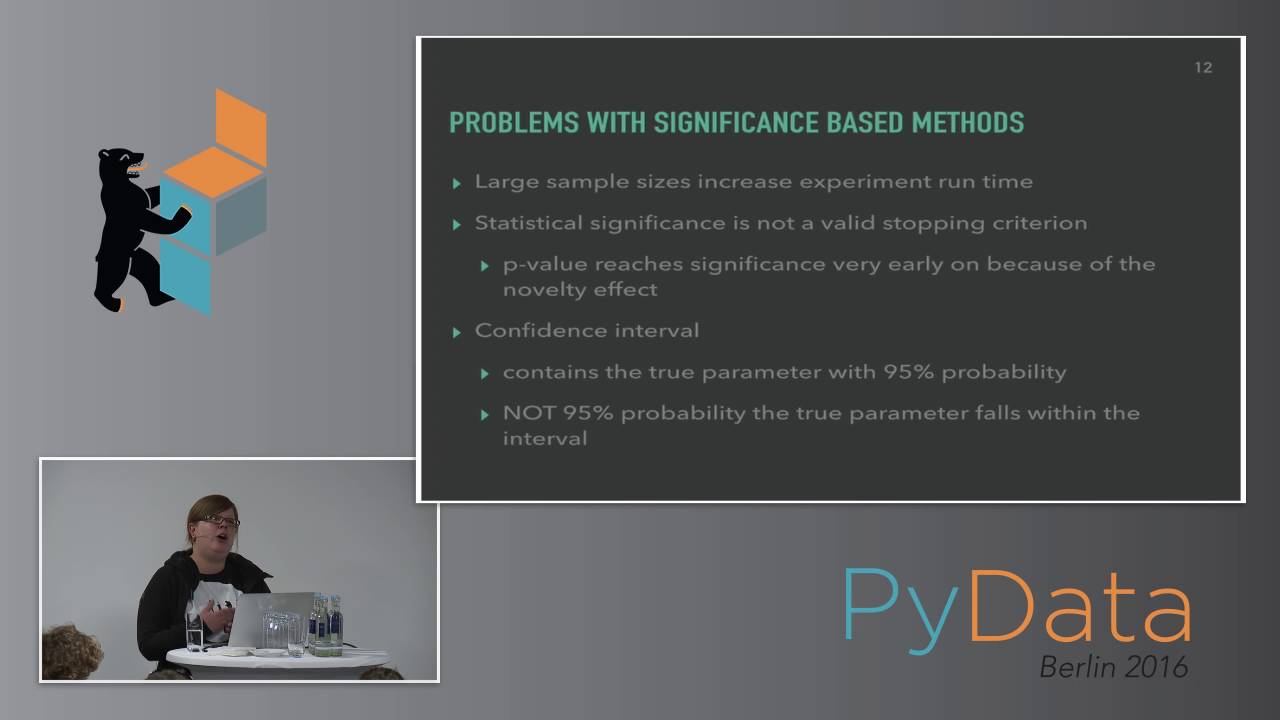 12
PROBLEMS WITH SIGNIFICANCE BASED METHODS
Large sample sizes increase experiment run time
Statistical significance is not a valid stopping criterion
p-value reaches significance very early on because of the
novelty effect
Confidence interval
contains the true parameter with 95% probability
NOT 95% probability the true parameter falls within the
interval
PyData
Berlin 2016